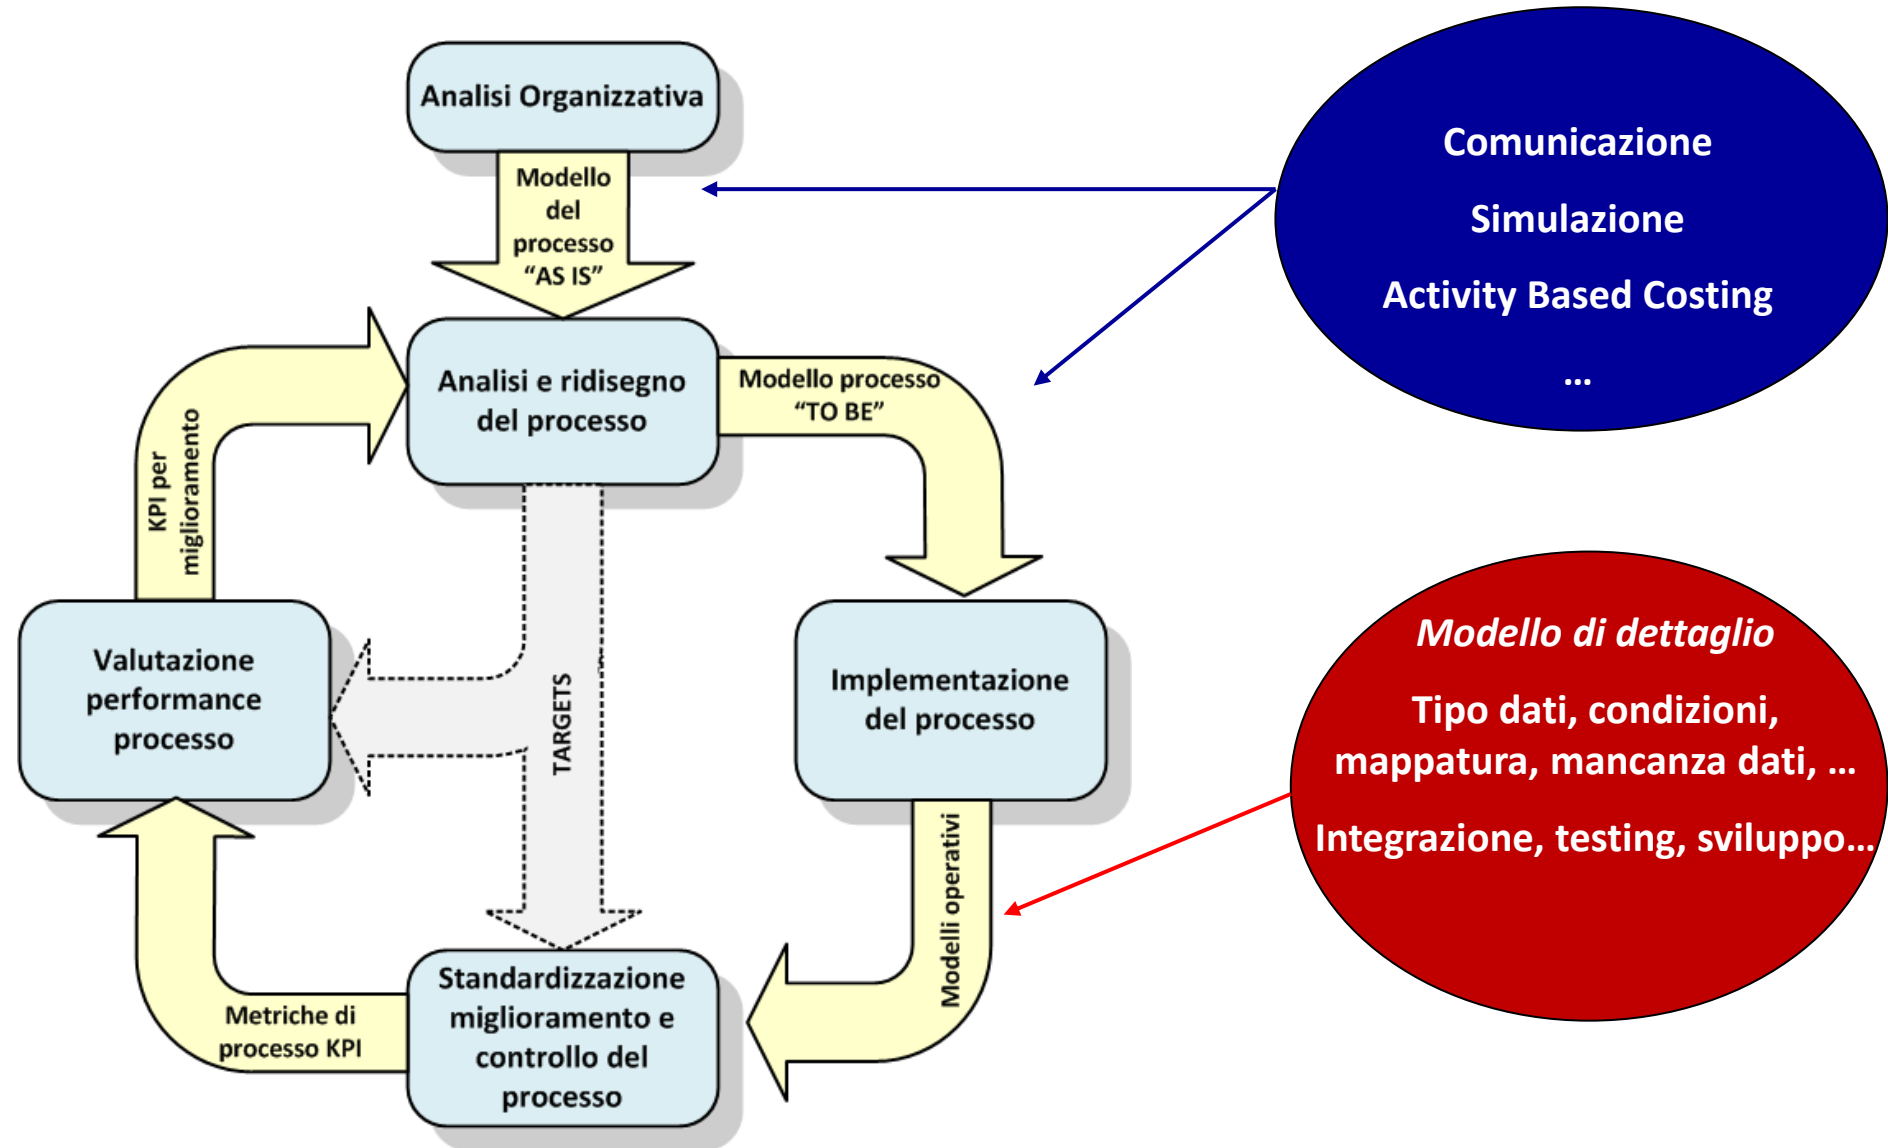 Analisi Organizzativa
Modello
del
processo
“AS IS”
Analisi e ridisegno
del processo
Modello processo
“TO BE”
KPI per
miglioramento
TARGETS
Valutazione
performance
processo
Implementazione
del processo
Modelli operativi
Standardizzazione
miglioramento e
controllo del
processo
Metriche di
processo KPI
Comunicazione
Simulazione
Activity Based Costing
...
Modello di dettaglio
Tipo dati, condizioni,
mappatura, mancanza dati, ...
Integrazione, testing, sviluppo...